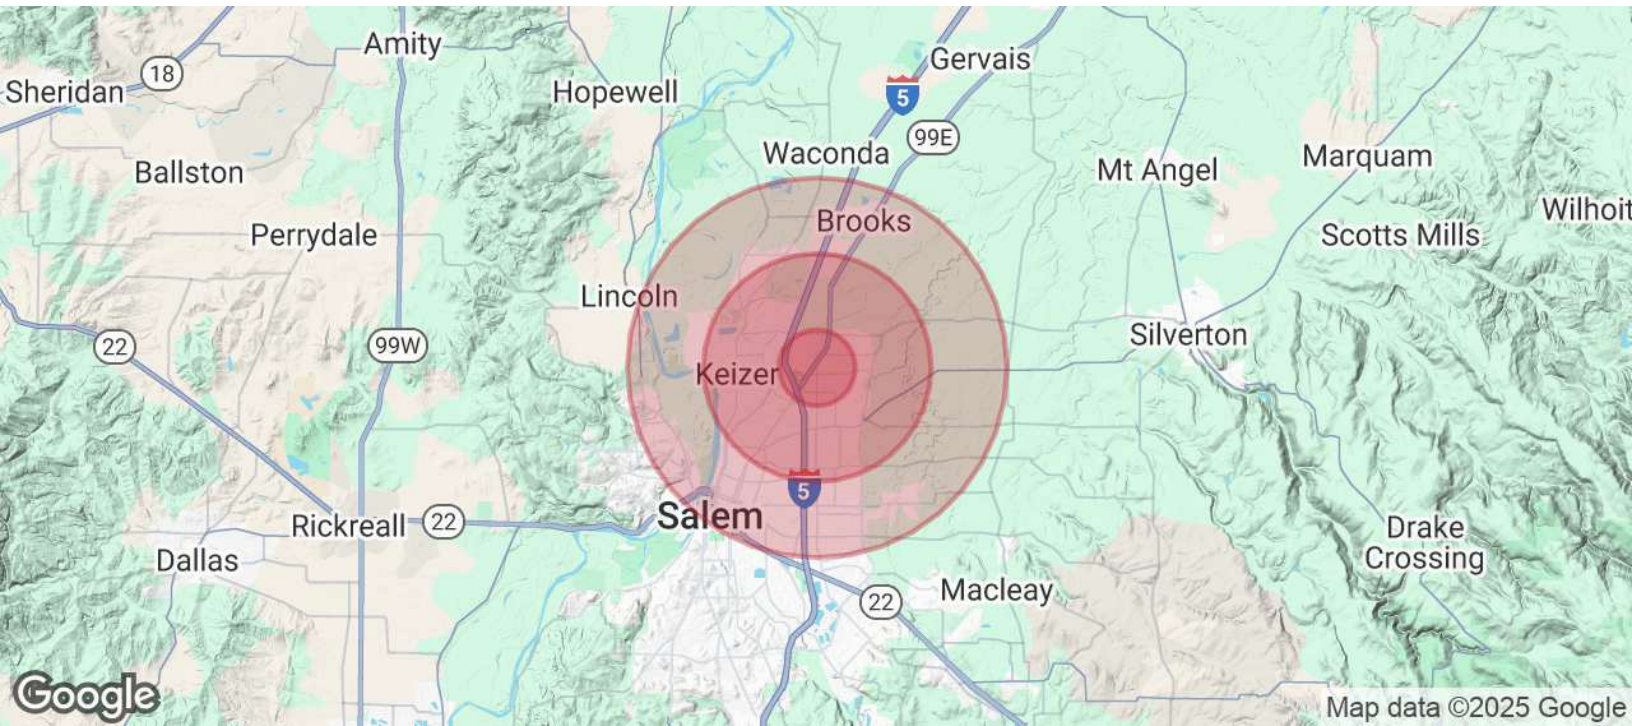 Amity
Gervais
18
Sheridan
Hopewell
5
99E
Waconda
Ballston
Mt Angel
Marquam
Brooks
Wilhoit
Perrydale
Scotts Mills
Lincoln
Silverton
22
99W
Keizer
5
Salem
Rickreall
22
Drake
Crossing
Dallas
Macleay
22
Google
Map data ©2025 Google